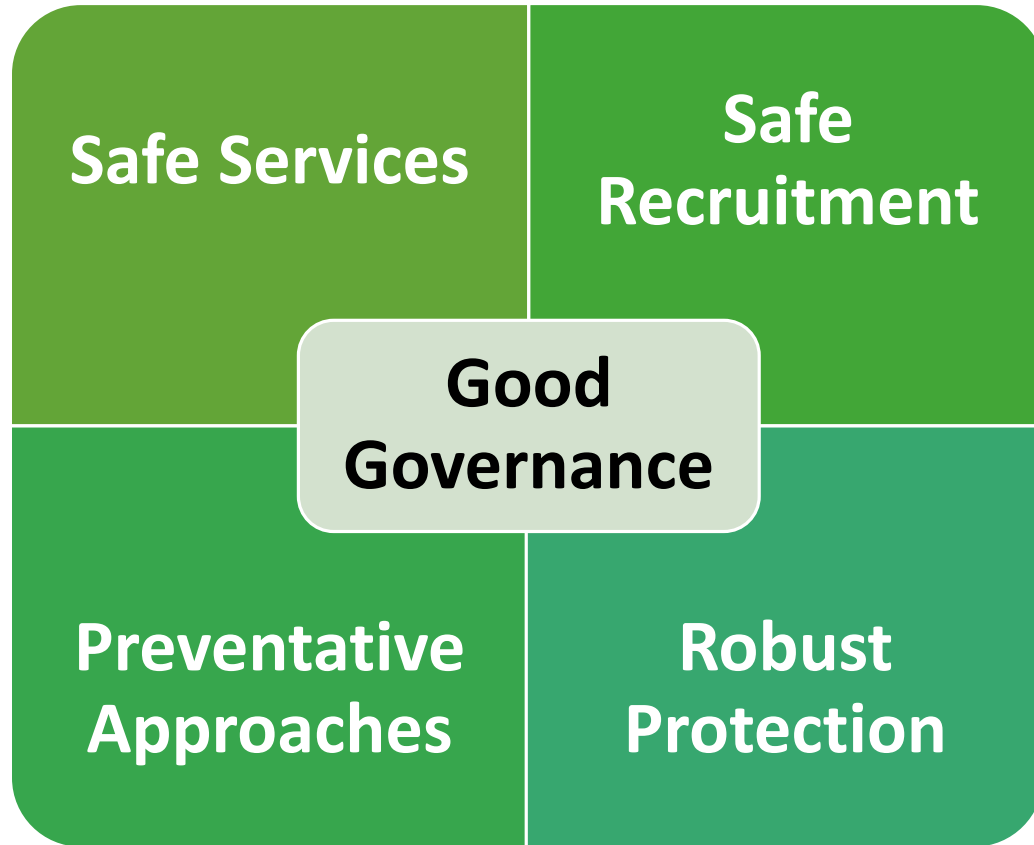 Safe Services
Safe
Recruitment
Good
Governance
Preventative
Approaches
Robust
Protection